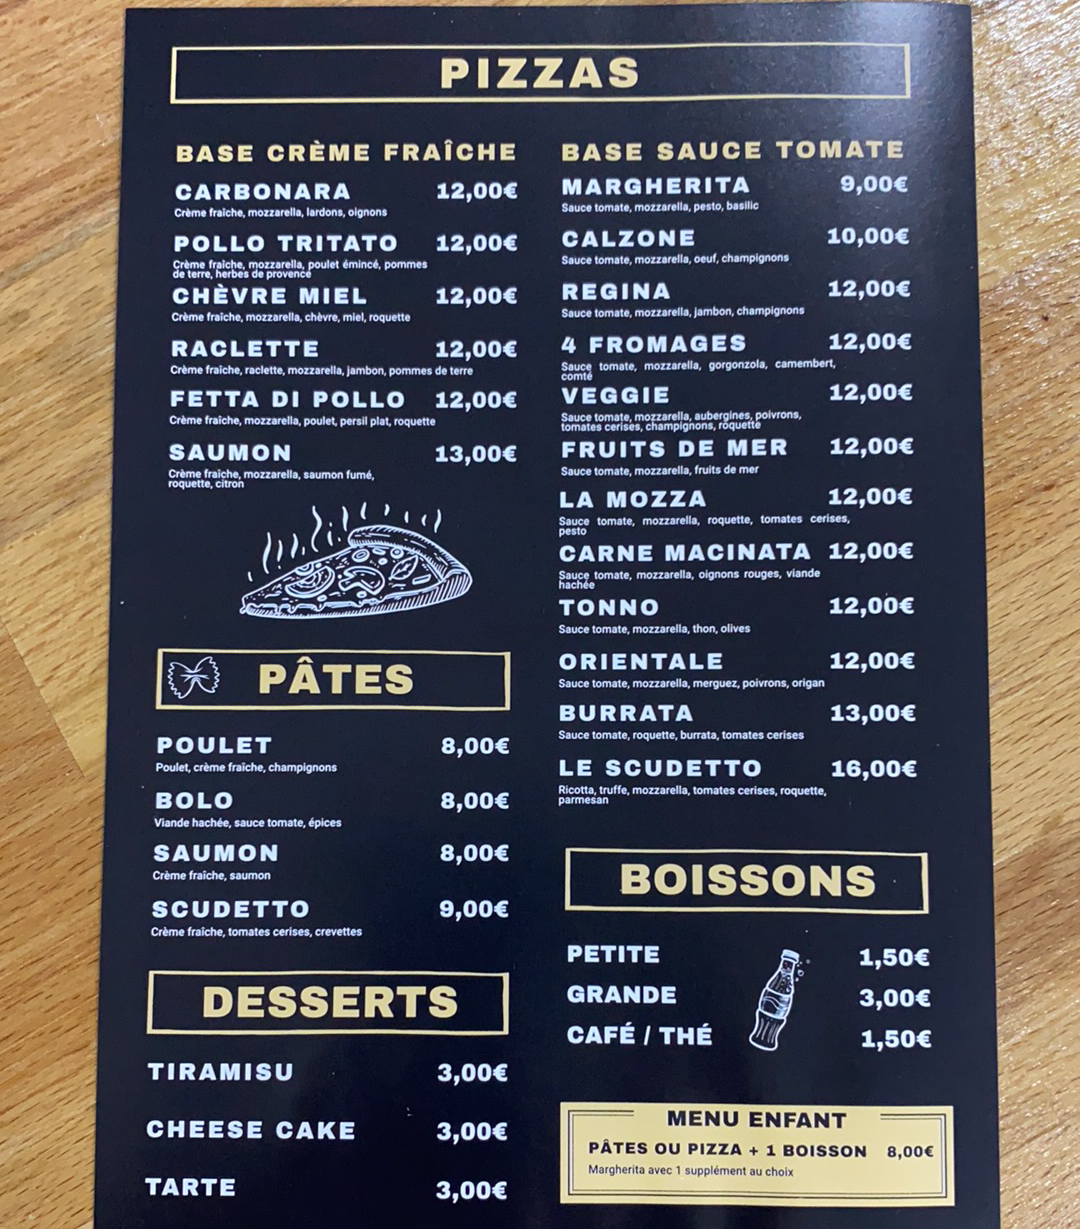 PIZZAS
BASE CRÈME FRAÎCHE
CARBONARA 12,00€
Crème fraîche, mozzarella, lardons, oignons
POLLO TRITATO 12,00€
Crème fraîche, mozzarella, poulet émincé, pommes
de terre, herbes de provence
CHÈVRE MIEL 12,00€
Crème fraîche, mozzarella, chèvre, miel, roquette
RACLETTE 12,00€
Crème fraîche, raclette, mozzarella, jambon, pommes de terre
FETTA DI POLLO 12,00€
Crème fraîche, mozzarella, poulet, persil plat, roquette
SAUMON 13,00€
Crème fraîche, mozzarella, saumon fumé,
roquette, citron
BASE SAUCE TOMATE
MARGHERITA 9,00€
Sauce tomate, mozzarella, pesto, basilic
CALZONE 10,00€
Sauce tomate, mozzarella, oeuf, champignons
REGINA 12,00€
Sauce tomate, mozzarella, jambon, champignons
4 FROMAGES 12,00€
Sauce tomate, mozzarella, gorgonzola, camembert,
comté
VEGGIE 12,00€
Sauce tomate, mozzarella, aubergines, poivrons,
tomates cerises, champignons, roquette
FRUITS DE MER 12,00€
Sauce tomate, mozzarella, fruits de mer
LA MOZZA 12,00€
Sauce tomate, mozzarella, roquette, tomates cerises,
pesto
CARNE MACINATA 12,00€
Sauce tomate, mozzarella, oignons rouges, viande
hachée
TONNO 12,00€
Sauce tomate, mozzarella, thon, olives
ORIENTALE 12,00€
Sauce tomate, mozzarella, merguez, poivrons, origan
BURRATA 13,00€
Sauce tomate, roquette, burrata, tomates cerises
LE SCUDETTO 16,00€
Ricotta, truffe, mozzarella, tomates cerises, roquette,
parmesan
PÂTES
POULET 8,00€
Poulet, crème fraîche, champignons
BOLO 8,00€
Viande hachée, sauce tomate, épices
SAUMON 8,00€
Crème fraîche, saumon
SCUDETTO 9,00€
Crème fraîche, tomates cerises, crevettes
DESSERTS
TIRAMISU 3,00€
CHEESE CAKE 3,00€
TARTE 3,00€
BOISSONS
PETITE 1,50€
GRANDE 3,00€
CAFÉ / THÉ 1,50€
MENU ENFANT
PÂTES OU PIZZA + 1 BOISSON 8,00€
Margherita avec 1 supplément au choix